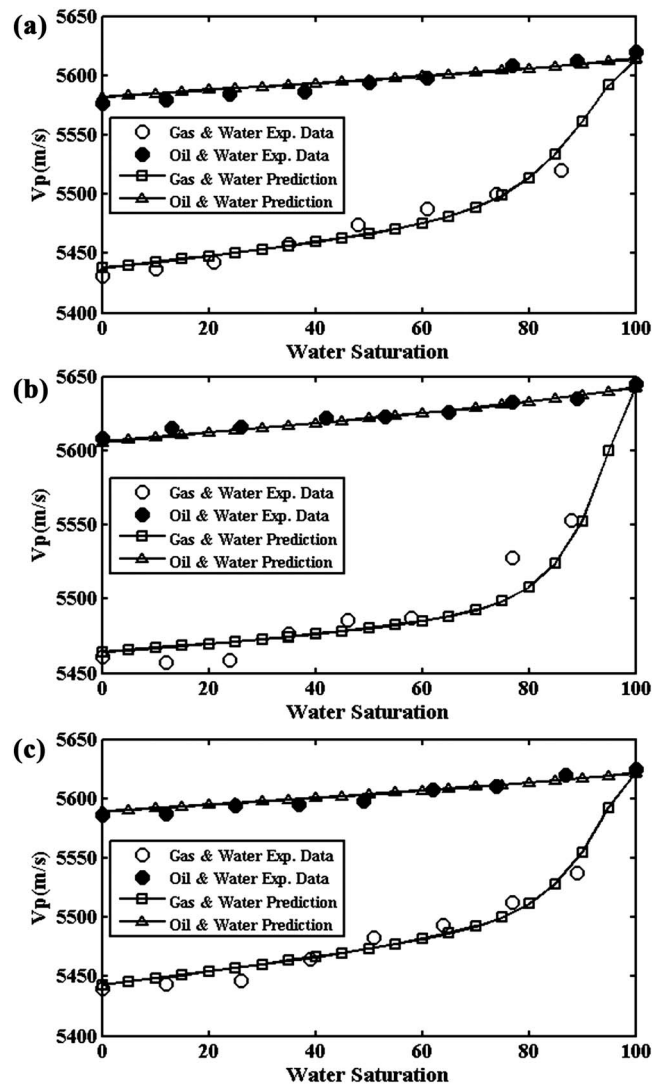 (a)
5650
5600
5550
5500
5450
5400
Vp(m/s)
Gas & Water Exp. Data
Oil & Water Exp. Data
Gas & Water Prediction
Oil & Water Prediction
0 20 40 60 80 100
Water Saturation
(b)
5650
5600
5550
5500
5450
Vp(m/s)
Gas & Water Exp. Data
Oil & Water Exp. Data
Gas & Water Prediction
Oil & Water Prediction
0 20 40 60 80 100
Water Saturation
(c)
5650
5600
5550
5500
5450
5400
Vp(m/s)
Gas & Water Exp. Data
Oil & Water Exp. Data
Gas & Water Prediction
Oil & Water Prediction
0 20 40 60 80 100
Water Saturation